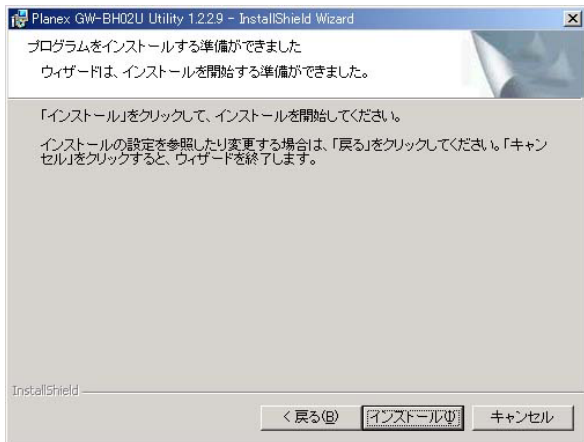 Planex GW-BH02U Utility 1.2.2.9 - InstallShield Wizard
プログラムをインストールする準備ができました
ウィザードは、インストールを開始する準備ができました。
「インストール」をクリックして、インストールを開始してください。
インストールの設定を参照したり変更する場合は、「戻る」をクリックしてください。「キャン
セル」をクリックすると、ウィザードを終了します。
InstallShield
< 戻る(B) インストール(I) キャンセル